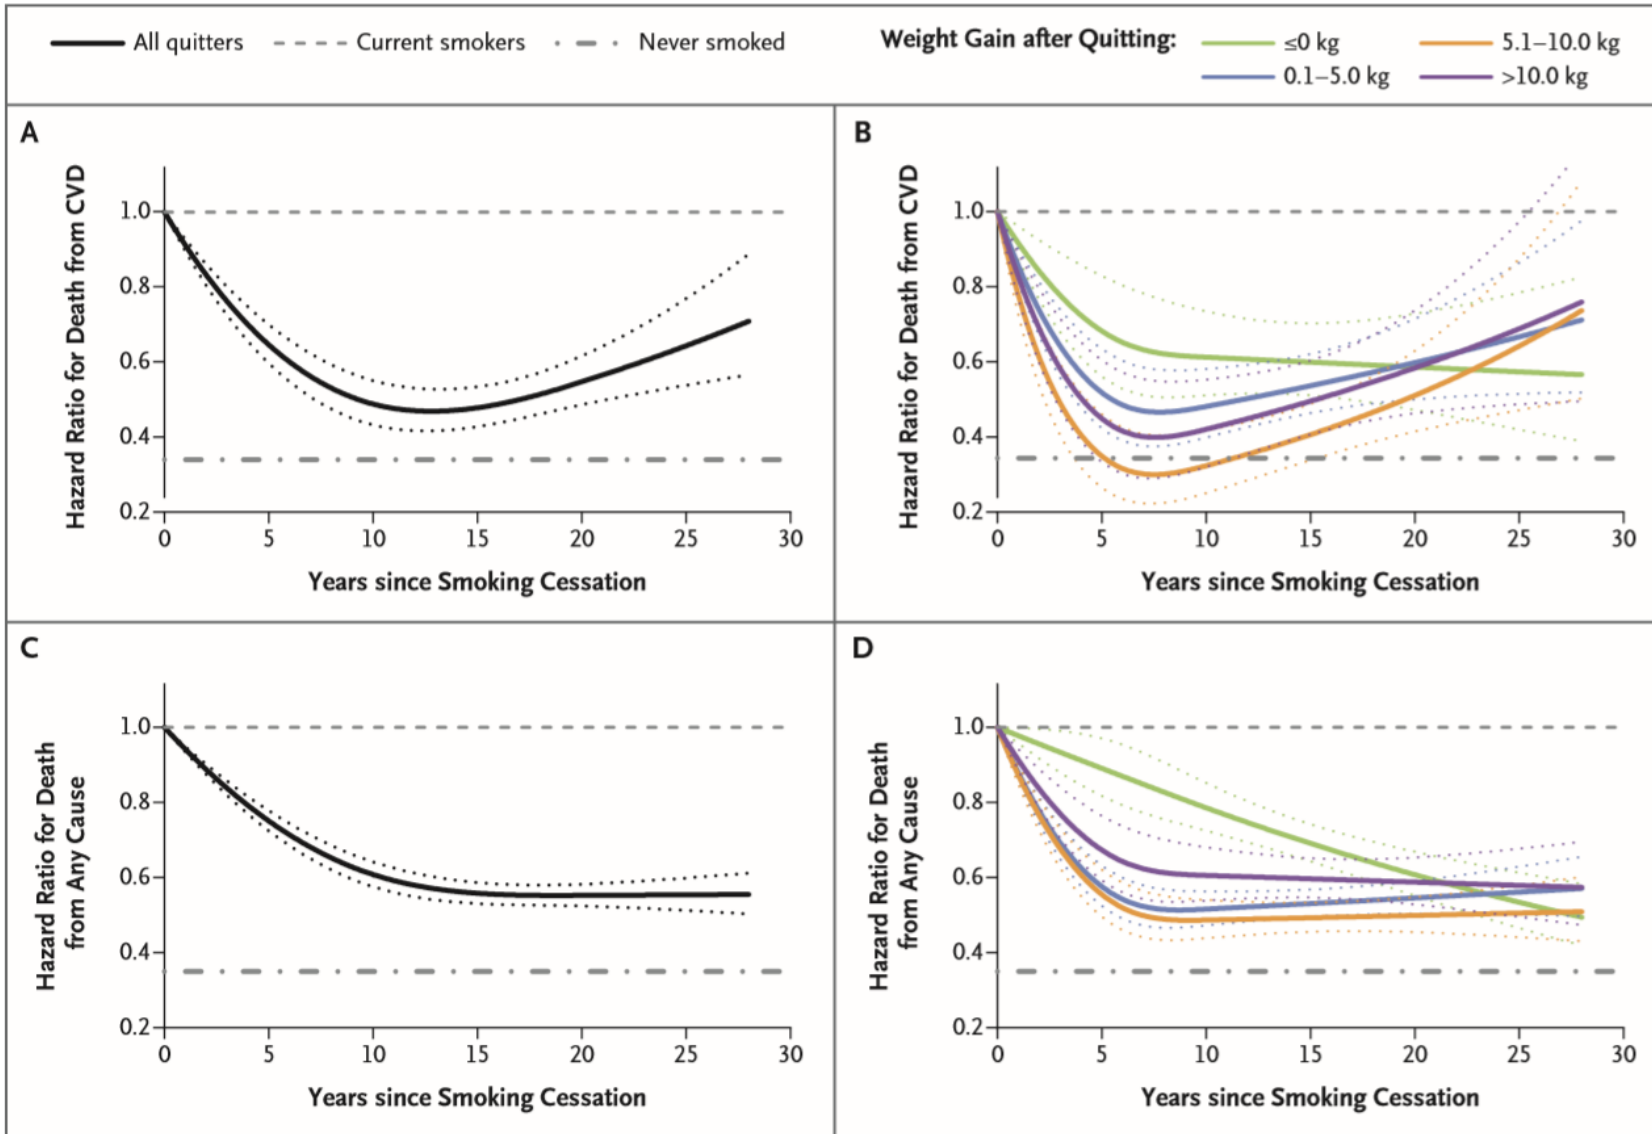 All quitters
Current smokers
Never smoked
Weight Gain after Quitting:
≤0 kg
5.1–10.0 kg
0.1–5.0 kg
>10.0 kg
A
Hazard Ratio for Death from CVD
1.0
0.8
0.6
0.4
0.2
0 5 10 15 20 25 30
Years since Smoking Cessation
B
Hazard Ratio for Death from CVD
1.0
0.8
0.6
0.4
0.2
0 5 10 15 20 25 30
Years since Smoking Cessation
C
Hazard Ratio for Death
from Any Cause
1.0
0.8
0.6
0.4
0.2
0 5 10 15 20 25 30
Years since Smoking Cessation
D
Hazard Ratio for Death
from Any Cause
1.0
0.8
0.6
0.4
0.2
0 5 10 15 20 25 30
Years since Smoking Cessation